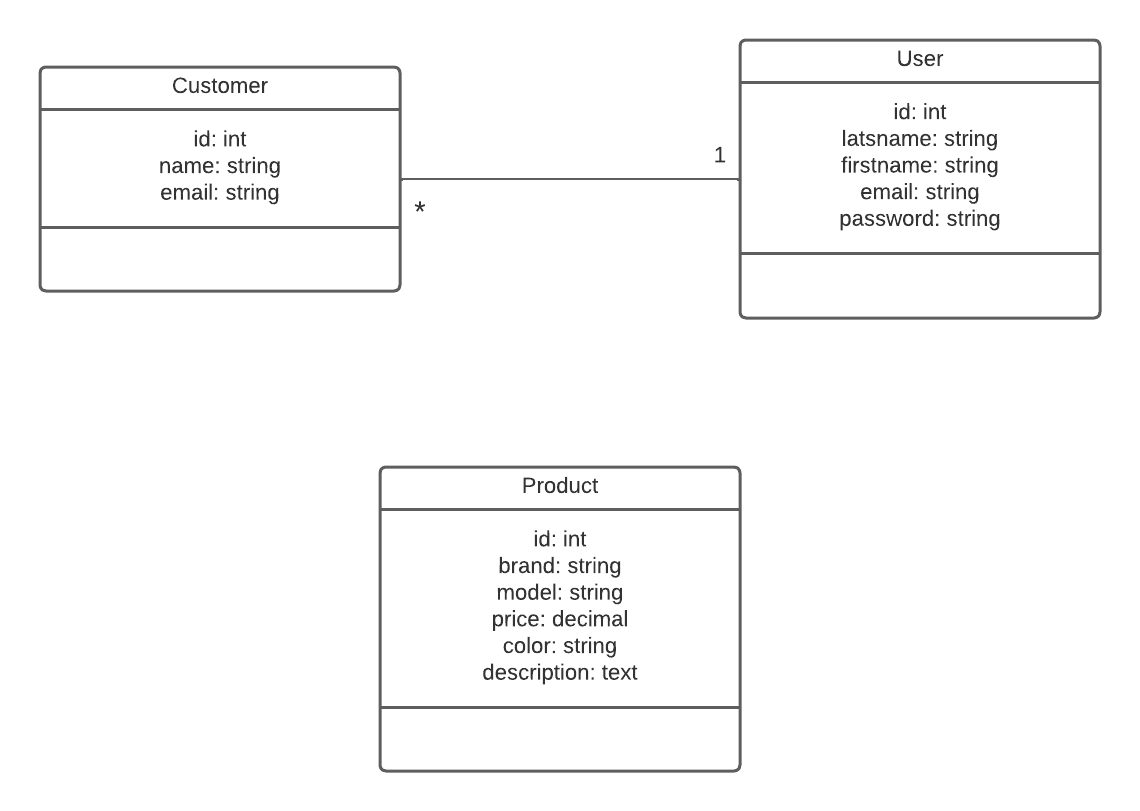 Customer
id: int
name: string
email: string
*
1
User
id: int
latsname: string
firstname: string
email: string
password: string
Product
id: int
brand: string
model: string
price: decimal
color: string
description: text